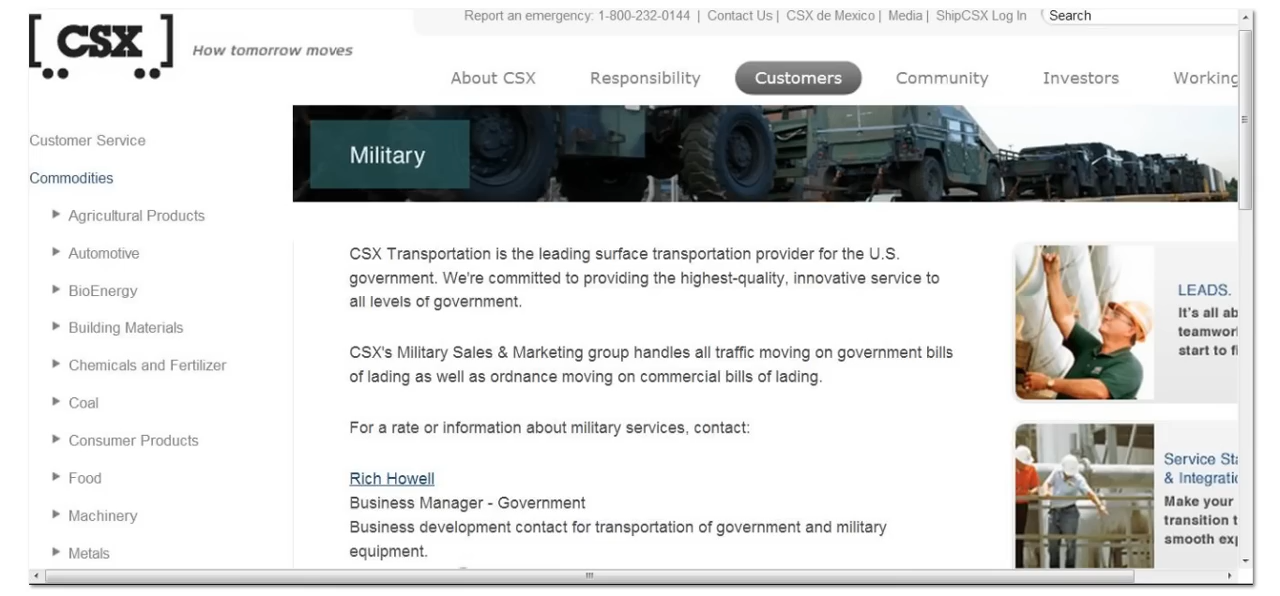 Report an emergency: 1-800-232-0144 | Contact Us | CSX de Mexico | Media | ShipCSX Log In
Search
CSX
How tomorrow moves
About CSX
Responsibility
Customers
Community
Investors
Working
Customer Service
Commodities
Agricultural Products
Automotive
BioEnergy
Building Materials
Chemicals and Fertilizer
Coal
Consumer Products
Food
Machinery
Metals
Military
CSX Transportation is the leading surface transportation provider for the U.S.
government. We're committed to providing the highest-quality, innovative service to
all levels of government.
CSX's Military Sales & Marketing group handles all traffic moving on government bills
of lading as well as ordnance moving on commercial bills of lading.
For a rate or information about military services, contact:
Rich Howell
Business Manager - Government
Business development contact for transportation of government and military
equipment.
LEADS.
It's all
start to
Service
&
Make your
transition
smooth